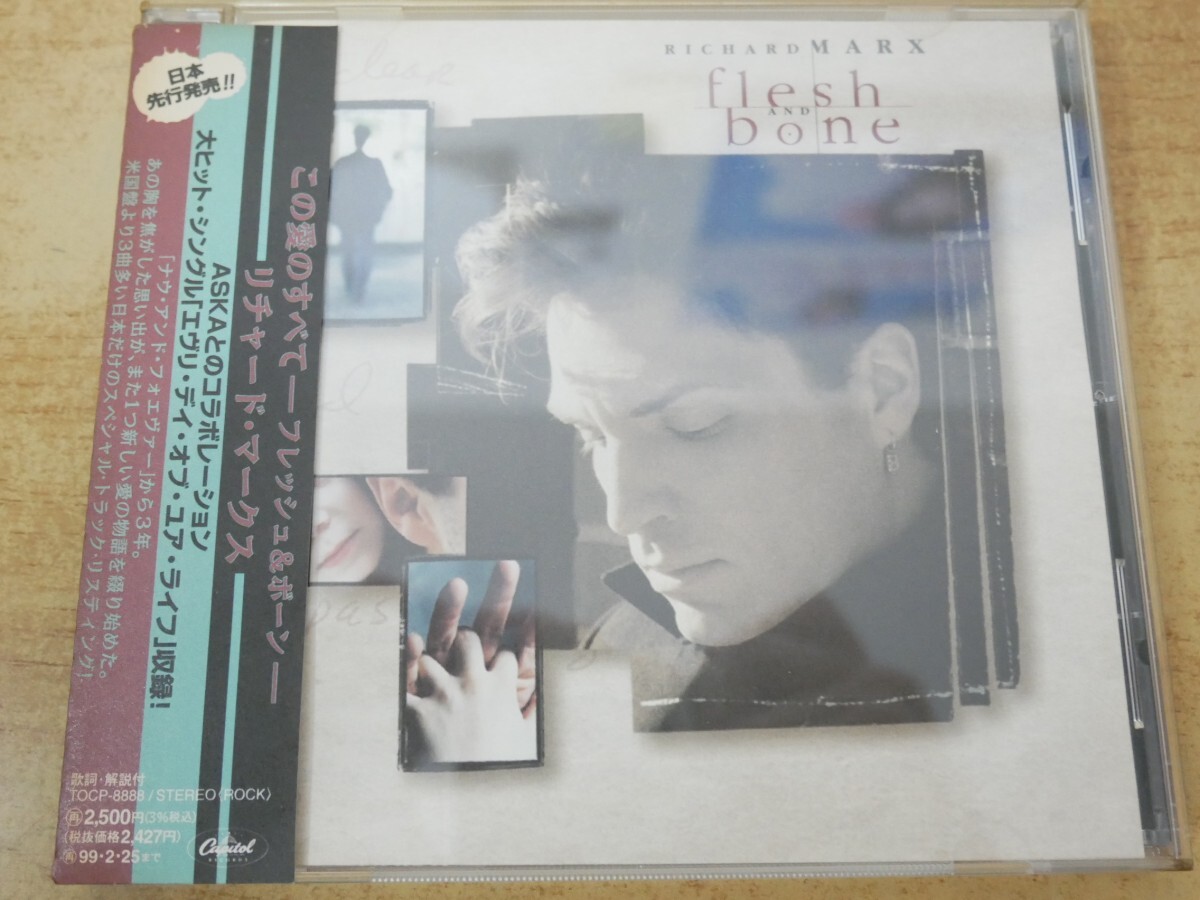 RICHARD MARX
flesh
AND
bone
日本
先行発売!!
この愛のすべて―フレッシュ&ボーン―
リチャード・マークス
ASKAとのコラボレーション
大ヒット・シングル「エヴリ・デイ・オブ・ユア・ライフ」収録!
「ナウ・アンド・フォエヴァー」から3年。
あの胸を焦がした思い出が、また1つ新しい愛の物語を綴り始めた。
米国盤より3曲多い日本だけのスペシャル・トラック・リスティング!
歌詞・解説付
TOCP-8888/STEREO〈ROCK〉
再2,500円(3%税込)
(税抜価格2,427円)
再99・2・25まで
Capitol
RECORDS